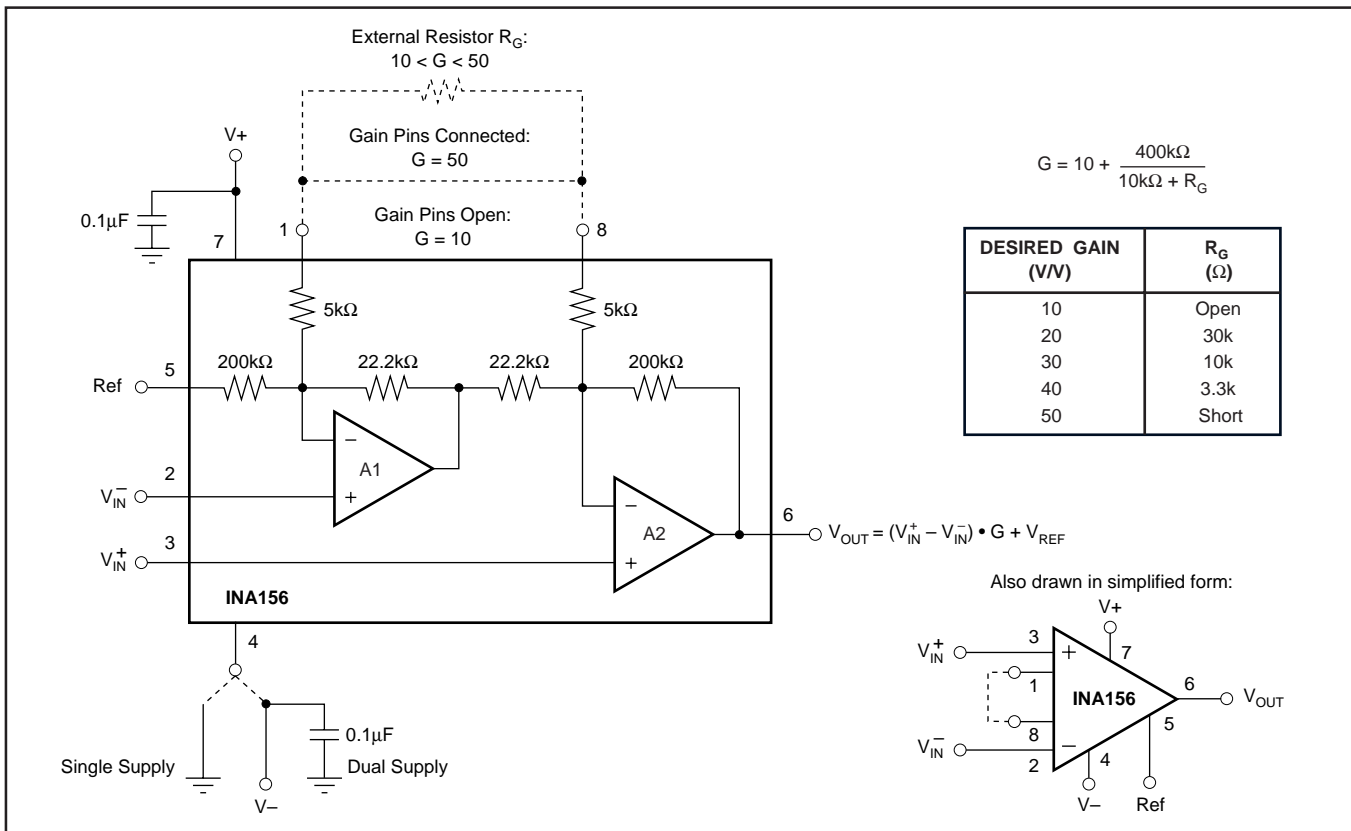 External Resistor R_G:
10 < G < 50
Gain Pins Connected:
G = 50
Gain Pins Open:
G = 10
V+
0.1µF
7
1
8
5kΩ
5kΩ
5
200kΩ
22.2kΩ
22.2kΩ
200kΩ
Ref
A1
2
V_IN^–
3
V_IN^+
A2
6
V_OUT = (V_IN^+ – V_IN^–) • G + V_REF
INA156
4
0.1µF
Single Supply
Dual Supply
V–
G = 10 + 400kΩ / 10kΩ + R_G
DESIRED GAIN (V/V) R_G (Ω)
10 Open
20 30k
30 10k
40 3.3k
50 Short
Also drawn in simplified form:
V+
V_IN^+
3
+
7
1
INA156
6
V_OUT
8
5
V_IN^–
2
–
4
V–
Ref